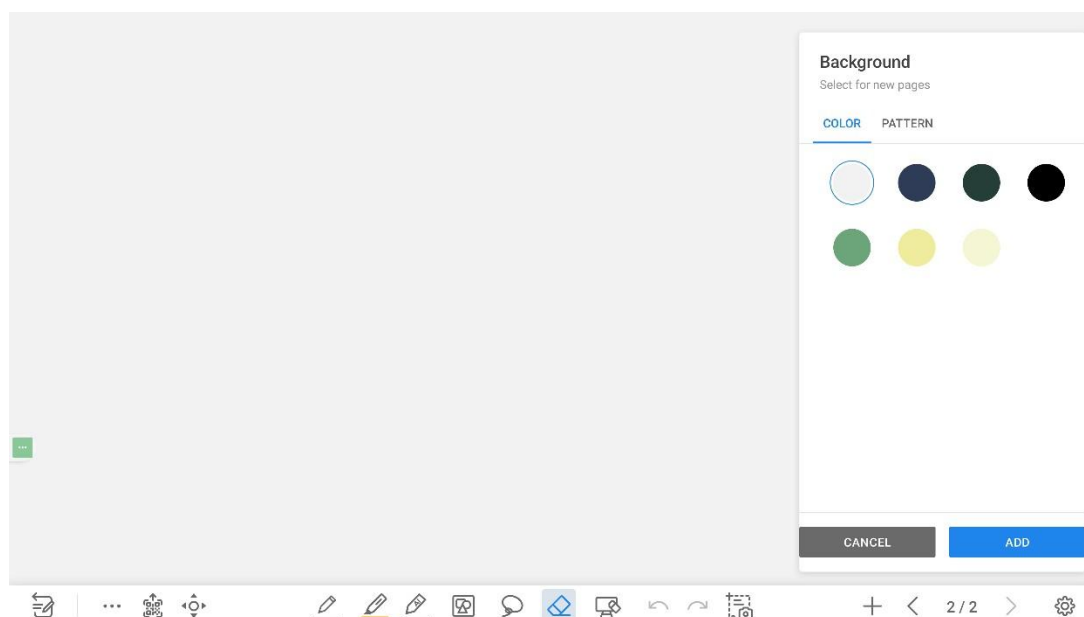 Background
Select for new pages
COLOR PATTERN
CANCEL ADD
2 / 2